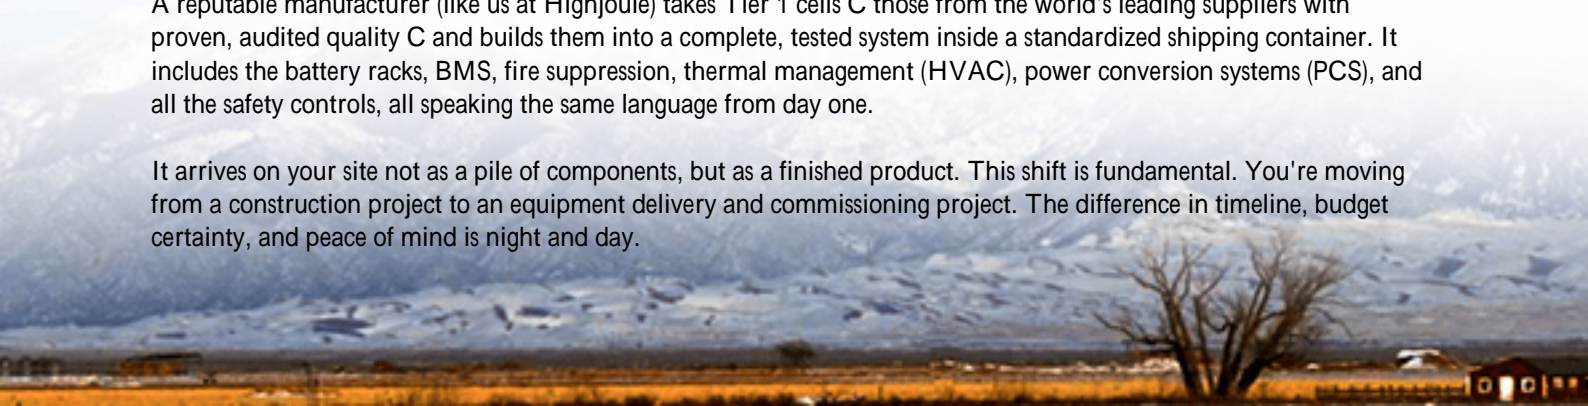 A reputable manufacturer (like us at Highjoule) takes Tier 1 cells C those from the world's leading suppliers with
proven, audited quality C and builds them into a complete, tested system inside a standardized shipping container. It
includes the battery racks, BMS, fire suppression, thermal management (HVAC), power conversion systems (PCS), and
all the safety controls, all speaking the same language from day one.
It arrives on your site not as a pile of components, but as a finished product. This shift is fundamental. You're moving
from a construction project to an equipment delivery and commissioning project. The difference in timeline, budget
certainty, and peace of mind is night and day.